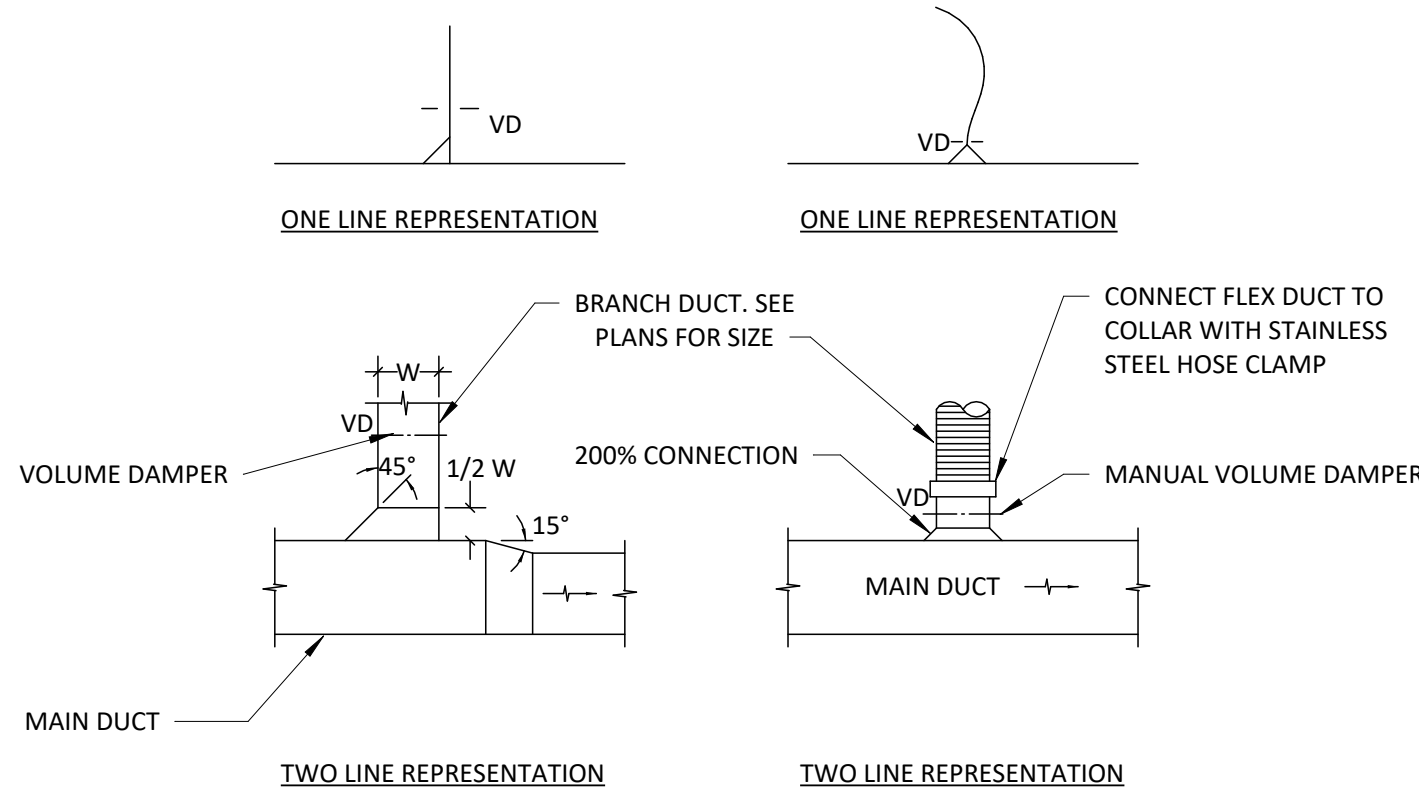 VD
VD
ONE LINE REPRESENTATION
ONE LINE REPRESENTATION
BRANCH DUCT. SEE
PLANS FOR SIZE
CONNECT FLEX DUCT TO
COLLAR WITH STAINLESS
STEEL HOSE CLAMP
W
VD
VOLUME DAMPER
45°
1/2 W
15°
200% CONNECTION
VD
MANUAL VOLUME DAMPER
MAIN DUCT
MAIN DUCT
TWO LINE REPRESENTATION
TWO LINE REPRESENTATION